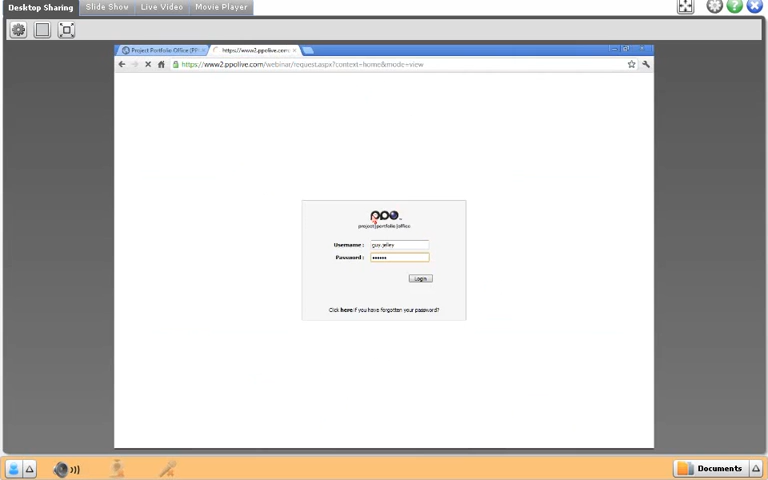 Desktop Sharing
Slide Show
Live Video
Movie Player
Project Portfolio Office (PP
https://www2.ppolive.com
https://www2.ppolive.com/webinar/request.aspx?context=home&mode=view
ppo
project|portfolio|office
Username :
guy jelley
Password :
••••••
Login
Click here if you have forgotten your password?
Documents